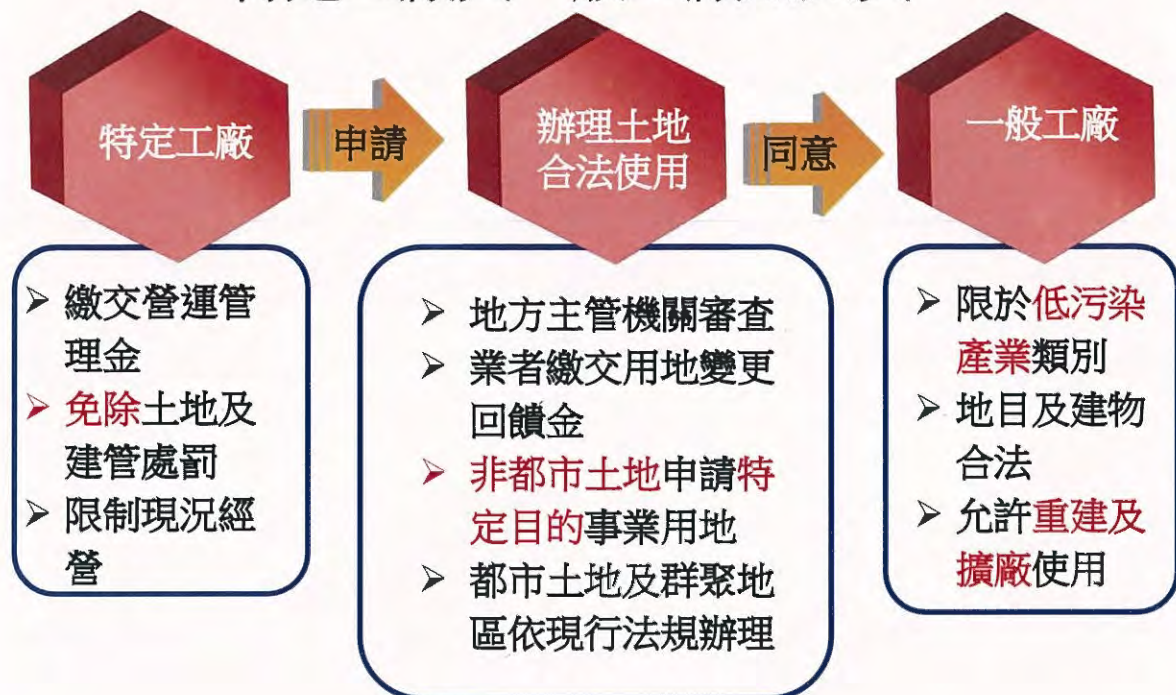 特定工廠
申請
辦理土地
合法使用
同意
一般工廠
➢ 繳交營運管
理金
➢ 免除土地及
建管處罰
➢ 限制現況經
營
➢ 地方主管機關審查
➢ 業者繳交用地變更
回饋金
➢ 非都市土地申請特
定目的事業用地
➢ 都市土地及群聚地
區依現行法規辦理
➢ 限於低污染
產業類別
➢ 地目及建物
合法
➢ 允許重建及
擴廠使用